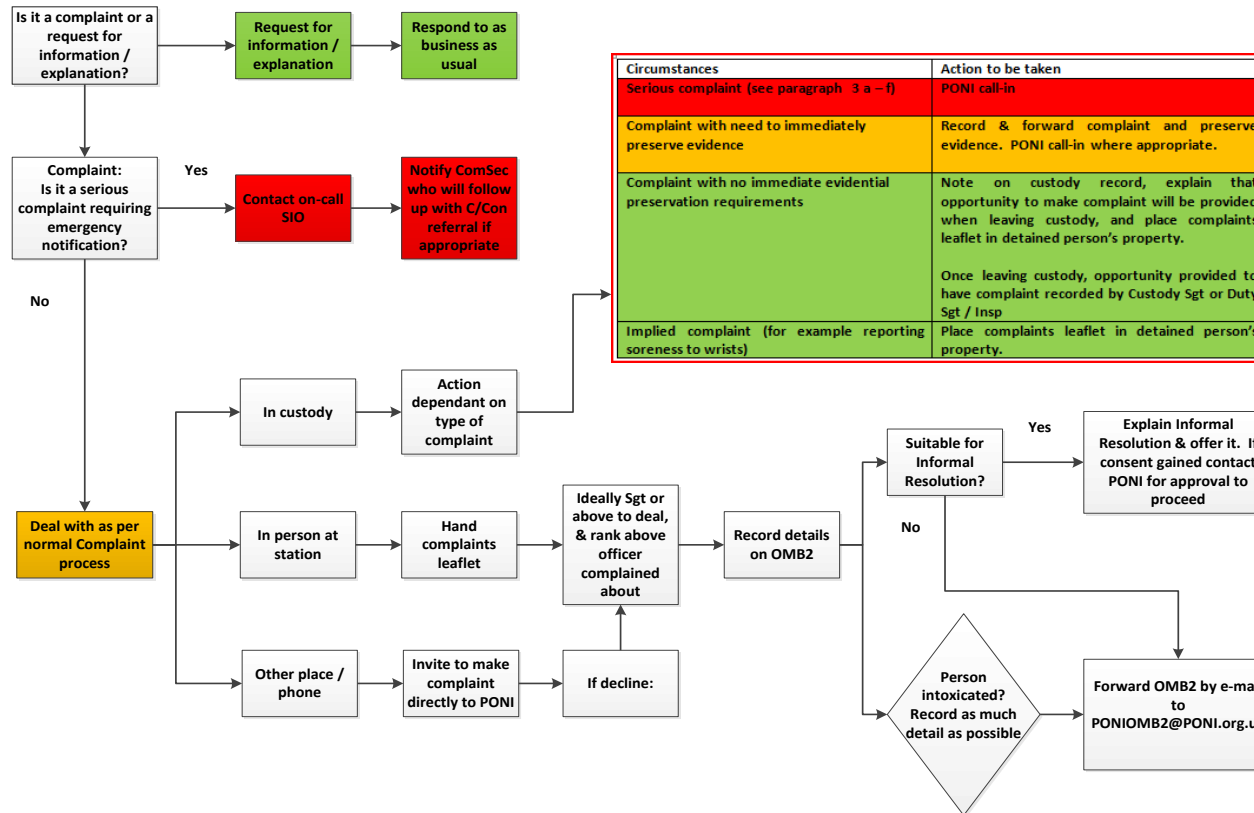 Is it a complaint or a
request for
information /
explanation?
Request for
information /
explanation
Respond to as
business as
usual
Circumstances
Action to be taken
Serious complaint (see paragraph 3 a – f)
PONI call-in
Complaint with need to immediately
preserve evidence
Record & forward complaint and preserve
evidence. PONI call-in where appropriate.
Complaint with no immediate evidential
preservation requirements
Note on custody record, explain that
opportunity to make complaint will be provided
when leaving custody, and place complaints
leaflet in detained person's property.
Once leaving custody, opportunity provided to
have complaint recorded by Custody Sgt or Duty
Sgt / Insp
Implied complaint (for example reporting
soreness to wrists)
Place complaints leaflet in detained person's
property.
Complaint:
Is it a serious
complaint requiring
emergency
notification?
Yes
Contact on-call
SIO
Notify ComSec
who will follow
up with C/Con
referral if
appropriate
No
In custody
Action
dependant on
type of
complaint
Deal with as per
normal Complaint
process
In person at
station
Hand
complaints
leaflet
Ideally Sgt or
above to deal,
& rank above
officer
complained
about
Record details
on OMB2
Suitable for
Informal
Resolution?
Yes
Explain Informal
Resolution & offer it. If
consent gained contact
PONI for approval to
proceed
No
Other place /
phone
Invite to make
complaint
directly to PONI
If decline:
Person
intoxicated?
Record as much
detail as possible
Forward OMB2 by e-ma
to
PONIOMB2@PONI.org.u